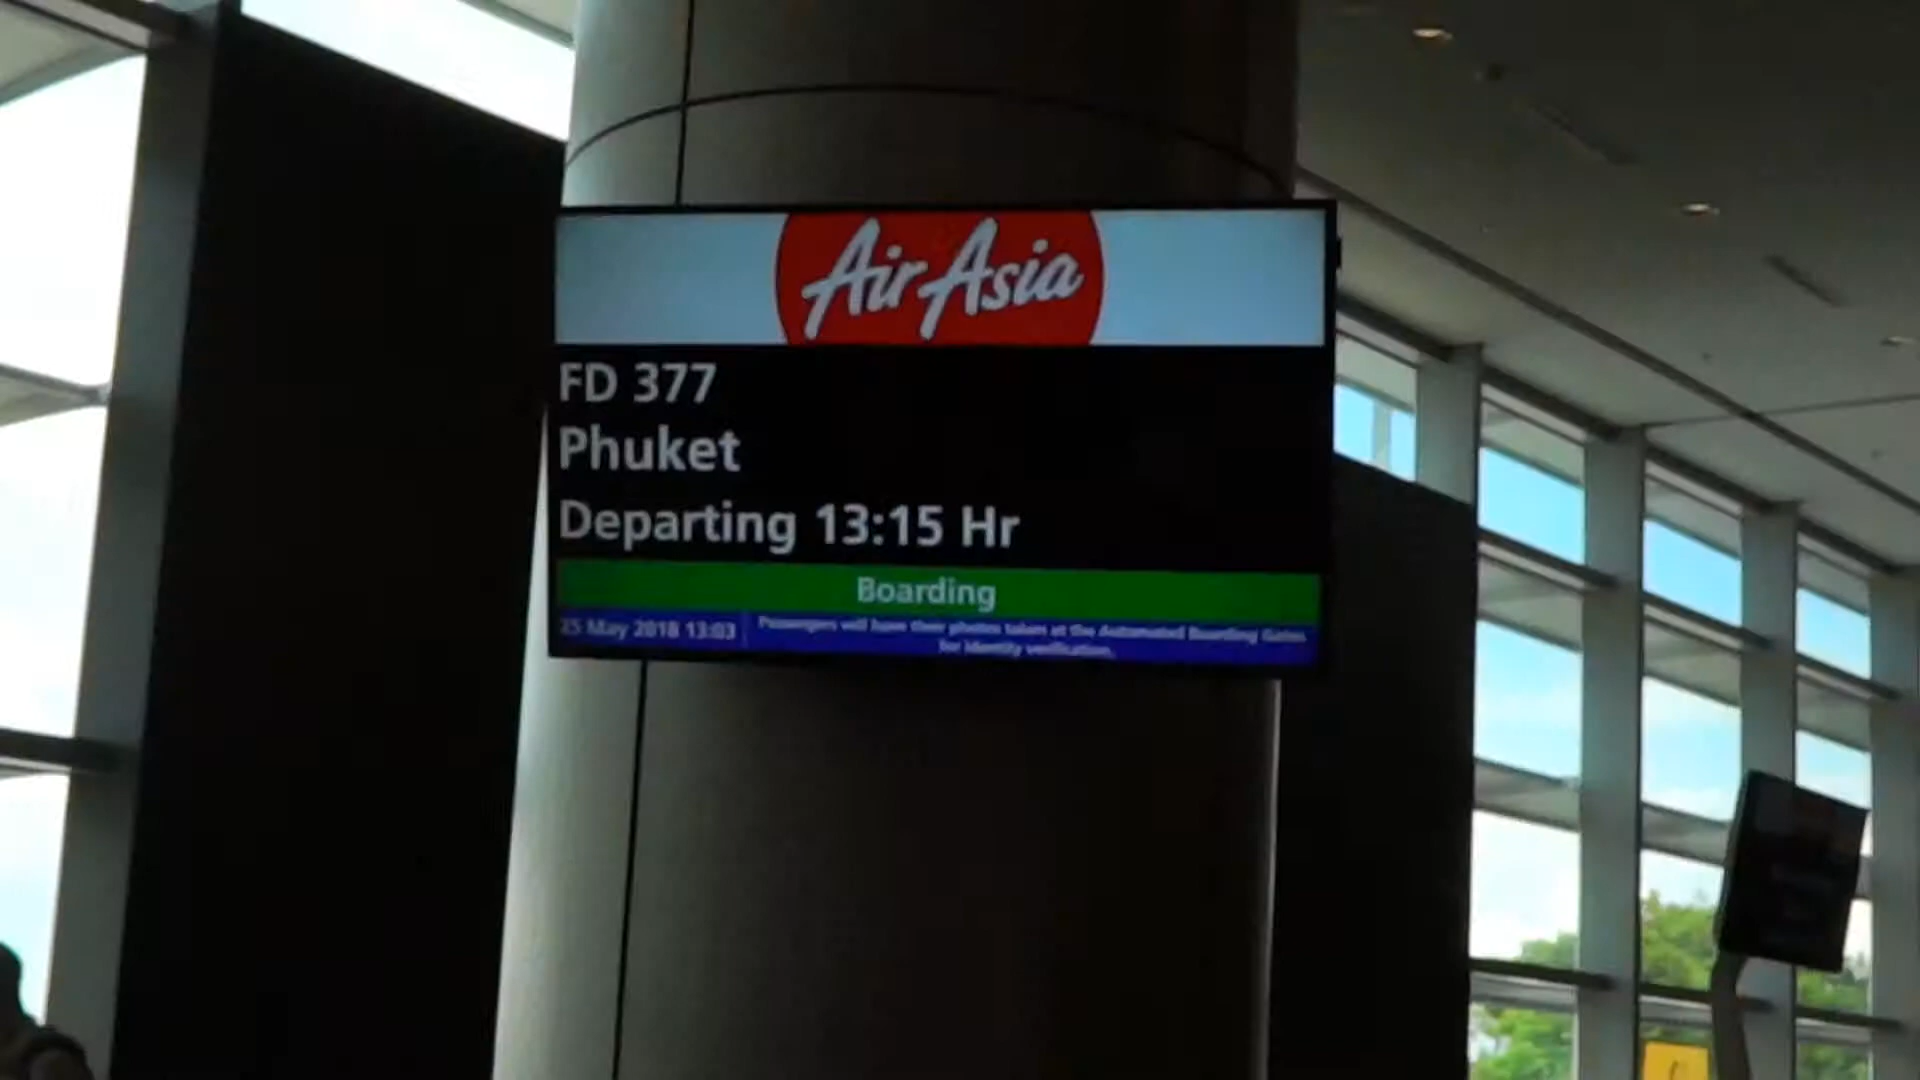 AirAsia
FD 377
Phuket
Departing 13:15 Hr
Boarding
25 May 2018 13:03
Passengers will have their photos taken at the Automated Boarding Gates
for identity verification.